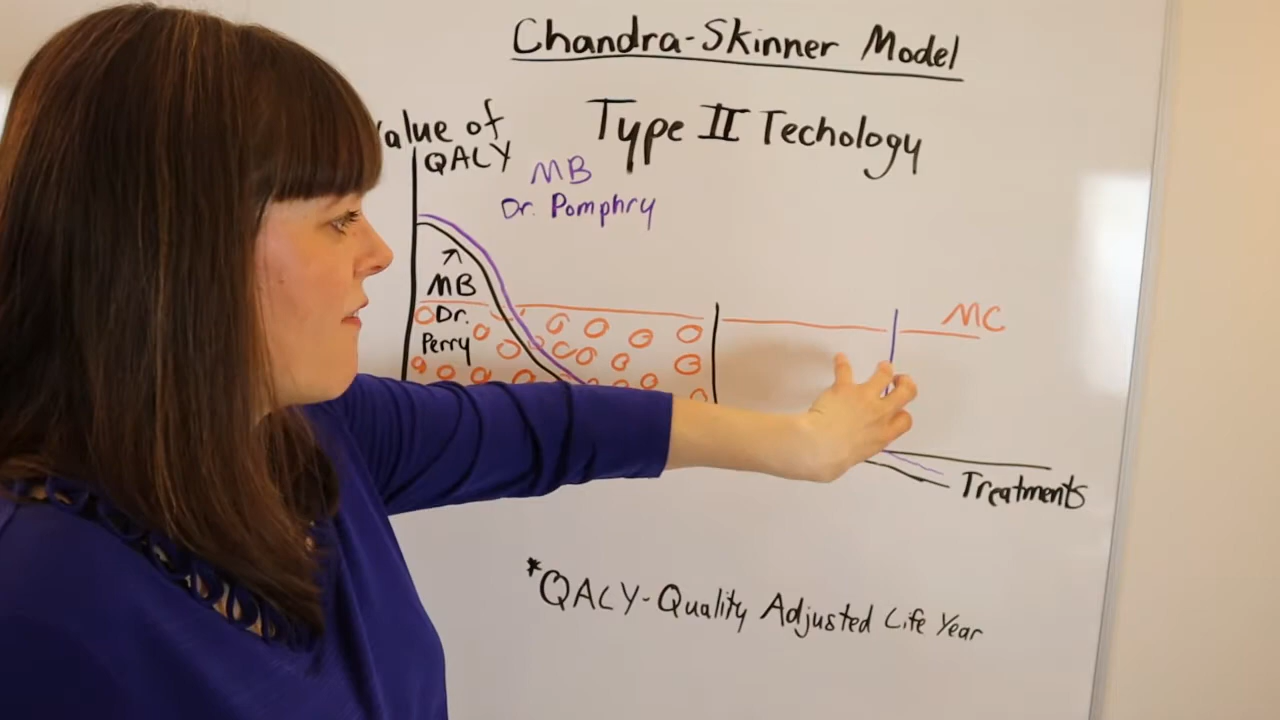 Chandra-Skinner Model
Type II Techology
alue of
QALY
MB
Dr. Pomphry
MB
Dr.
Perry
MC
Treatments
*QALY-Quality Adjusted Life Year